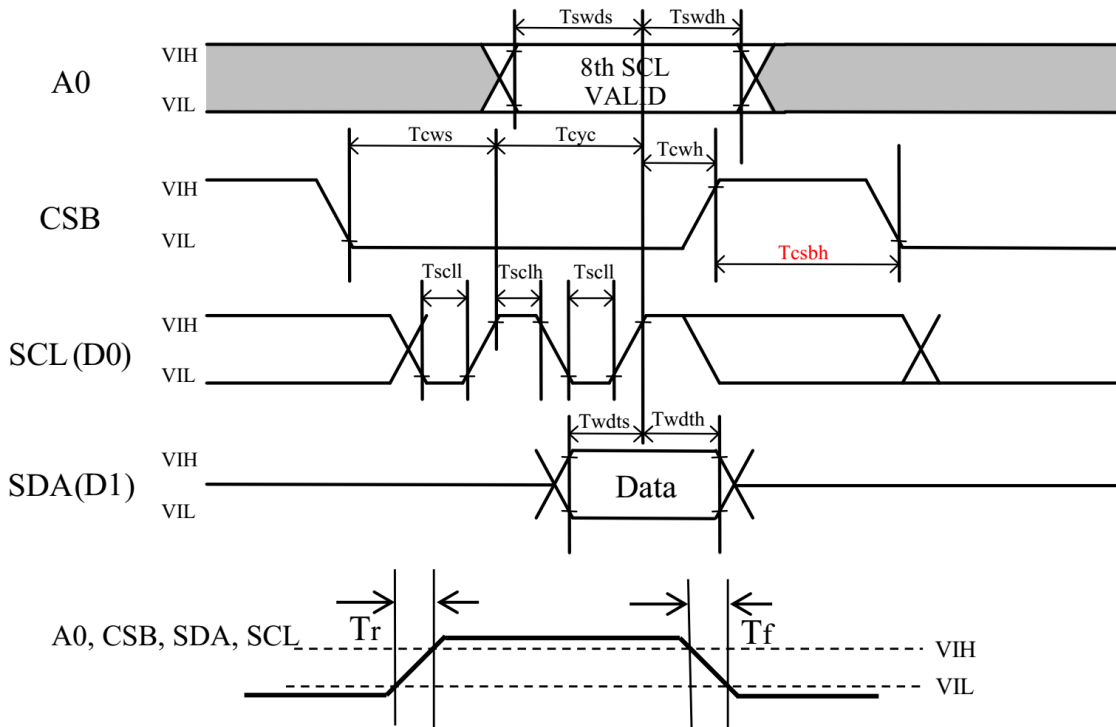 Tswds Tswdh
VIH
A0
8th SCL
VALID
VIL
Tcws Tcyc Tcwh
VIH
CSB
VIL
Tcsbh
Tscll Tsclh Tscll
VIH
SCL(D0)
VIL
Twdts Twdth
VIH
SDA(D1)
Data
VIL
Tr Tf
A0, CSB, SDA, SCL
VIH
VIL